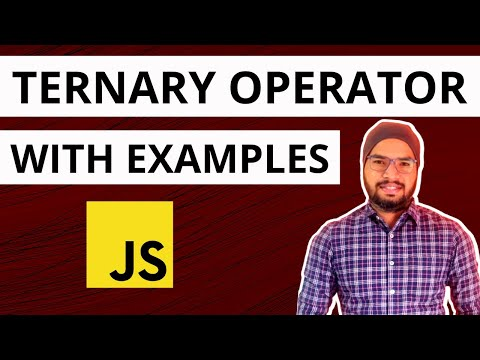 TERNARY OPERATOR
WITH EXAMPLES
JS